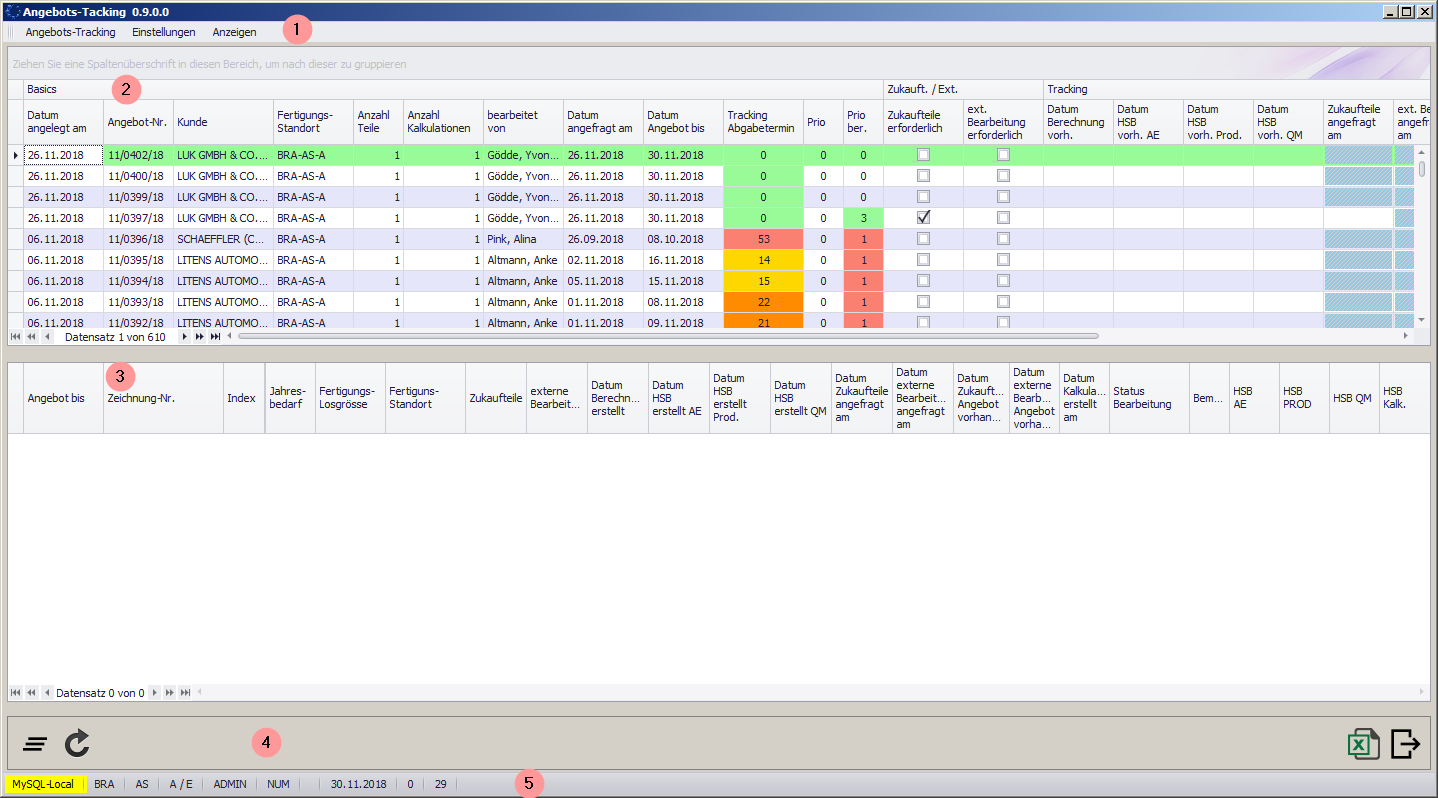 Angebots-Tacking 0.9.0.0
Angebots-Tracking Einstellungen Anzeigen 1
Ziehen Sie eine Spaltenüberschrift in diesen Bereich, um nach dieser zu gruppieren
Basics 2 Zukauft. / Ext. Tracking
Datum angelegt am Angebot-Nr. Kunde Fertigungs-Standort Anzahl Teile Anzahl Kalkulationen bearbeitet von Datum angefragt am Datum Angebot bis Tracking Abgabetermin Prio Prio ber. Zukaufteile erforderlich ext. Bearbeitung erforderlich Datum Berechnung vorh. Datum HSB vorh. AE Datum HSB vorh. Prod. Datum HSB vorh. QM Zukaufteile angefragt am ext. Be angefr am
26.11.2018 11/0402/18 LUK GMBH & CO.... BRA-AS-A 1 1 Gödde, Yvon... 26.11.2018 30.11.2018 0 0 0
26.11.2018 11/0400/18 LUK GMBH & CO.... BRA-AS-A 1 1 Gödde, Yvon... 26.11.2018 30.11.2018 0 0 0
26.11.2018 11/0399/18 LUK GMBH & CO.... BRA-AS-A 1 1 Gödde, Yvon... 26.11.2018 30.11.2018 0 0 0
26.11.2018 11/0397/18 LUK GMBH & CO.... BRA-AS-A 1 1 Gödde, Yvon... 26.11.2018 30.11.2018 0 0 3
06.11.2018 11/0396/18 SCHAEFFLER (C... BRA-AS-A 1 1 Pink, Alina 26.09.2018 08.10.2018 53 0 1
06.11.2018 11/0395/18 LITENS AUTOMO... BRA-AS-A 1 1 Altmann, Anke 02.11.2018 16.11.2018 14 0 1
06.11.2018 11/0394/18 LITENS AUTOMO... BRA-AS-A 1 1 Altmann, Anke 05.11.2018 15.11.2018 15 0 1
06.11.2018 11/0393/18 LITENS AUTOMO... BRA-AS-A 1 1 Altmann, Anke 01.11.2018 08.11.2018 22 0 1
06.11.2018 11/0392/18 LITENS AUTOMO... BRA-AS-A 1 1 Altmann, Anke 01.11.2018 09.11.2018 21 0 1
Datensatz 1 von 610
3
Angebot bis Zeichnung-Nr. Index Jahres-bedarf Fertigungs-Losgrösse Fertiguns-Standort Zukaufteile externe Bearbeit... Datum Berechn... erstellt Datum HSB erstellt AE Datum HSB erstellt Prod. Datum HSB erstellt QM Datum Zukaufteile angefragt am Datum externe Bearbeit... angefragt am Datum Zukauft... Angebot vorhan... Datum externe Bearb... Angebot vorha... Datum Kalkula... erstellt am Status Bearbeitung Bem... HSB AE HSB PROD HSB QM HSB Kalk.
Datensatz 0 von 0
4
MySQL-Local BRA AS A / E ADMIN NUM 30.11.2018 0 29 5